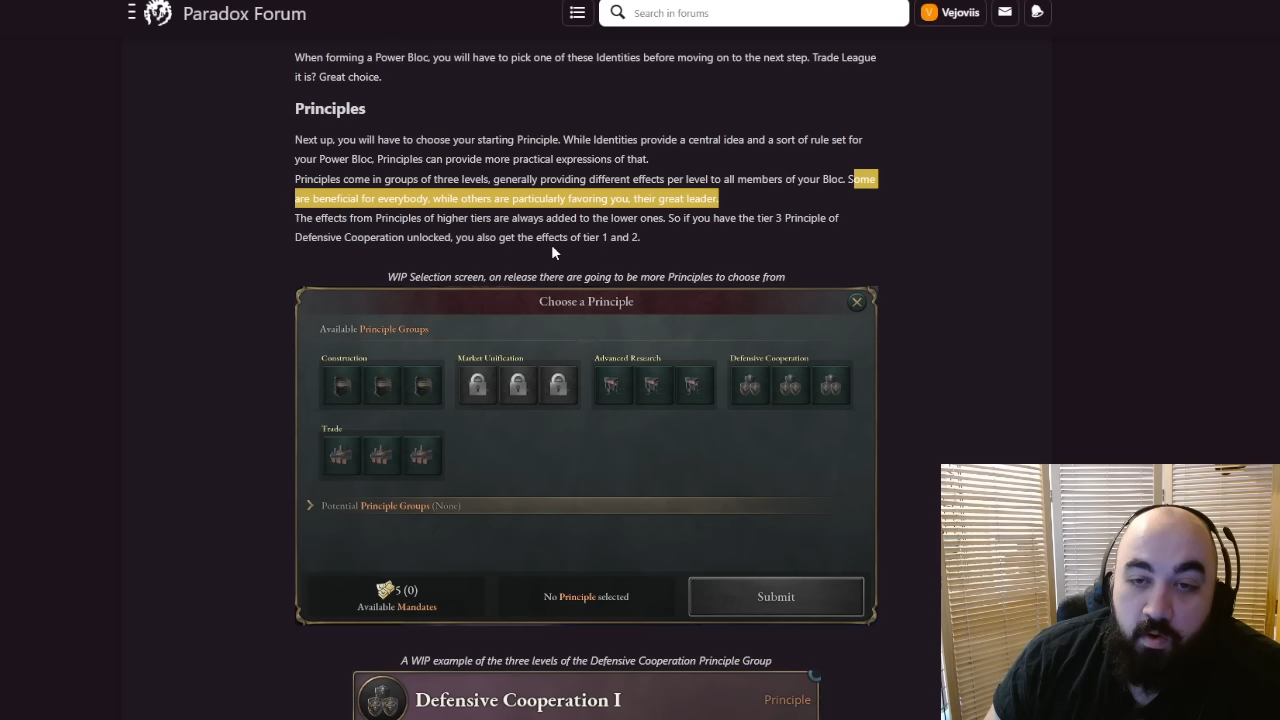 Paradox Forum
Search in forums
V Vejoviis
When forming a Power Bloc, you will have to pick one of these Identities before moving on to the next step. Trade League
it is? Great choice.
Principles
Next up, you will have to choose your starting Principle. While Identities provide a central idea and a sort of rule set for
your Power Bloc, Principles can provide more practical expressions of that.
Principles come in groups of three levels, generally providing different effects per level to all members of your Bloc. Some
are beneficial for everybody, while others are particularly favoring you, their great leader.
The effects from Principles of higher tiers are always added to the lower ones. So if you have the tier 3 Principle of
Defensive Cooperation unlocked, you also get the effects of tier 1 and 2.
WIP Selection screen, on release there are going to be more Principles to choose from
Choose a Principle
Available Principle Groups
Construction Market Unification Advanced Research Defensive Cooperation
Trade
Potential Principle Groups (None)
5 (0)
Available Mandates
No Principle selected
Submit
A WIP example of the three levels of the Defensive Cooperation Principle Group
Defensive Cooperation I Principle